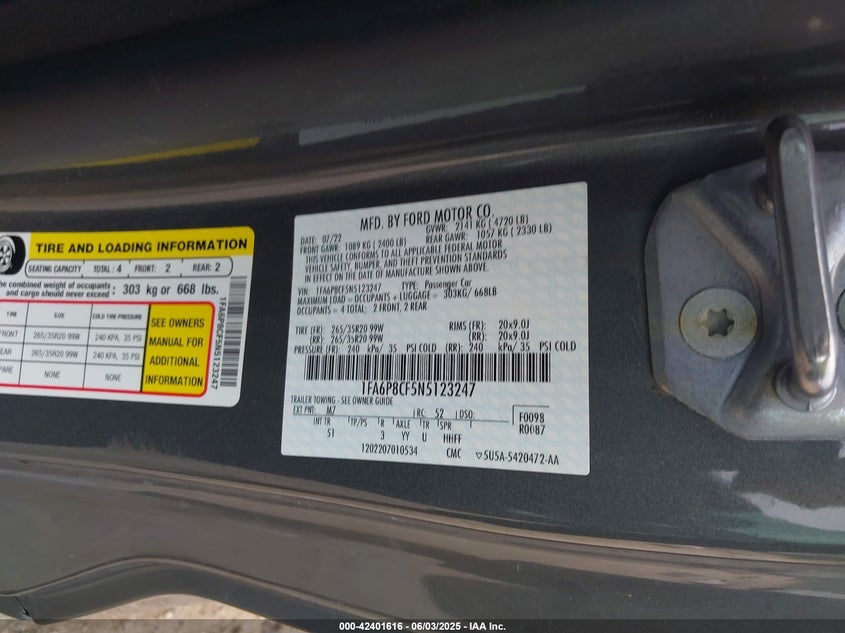 TIRE AND LOADING INFORMATION
SEATING CAPACITY TOTAL : 4 FRONT: 2 REAR: 2
he combined weight of occupants
and cargo should never exceed : 303 kg or 668 lbs.
TIRE SIZE COLD TIRE PRESSURE
FRONT 265/35R20 99W 240 KPA, 35 PSI
EAR 265/35R20 99W 240 KPA, 35 PSI
PARE NONE NONE
SEE OWNERS
MANUAL FOR
ADDITIONAL
INFORMATION
1FA6P8CF5N5123247
MFD. BY FORD MOTOR CO.
DATE: 07/22 GVWR: 2141 KG ( 4720 LB)
FRONT GAWR: 1089 KG ( 2400 LB) REAR GAWR: 1057 KG ( 2330 LB)
THIS VEHICLE CONFORMS TO ALL APPLICABLE FEDERAL MOTOR
VEHICLE SAFETY, BUMPER, AND THEFT PREVENTION STANDARDS
IN EFFECT ON THE DATE OF MANUFACTURE SHOWN ABOVE.
VIN: 1FA6P8CF5N5123247 TYPE: Passenger Car
MAXIMUM LOAD = OCCUPANTS + LUGGAGE = 303KG/ 668LB
OCCUPANTS = 4 TOTAL; 2 FRONT, 2 REAR
TIRE (FR): 265/35R20 99W RIMS (FR): 20x9.0J
(RR): 265/35R20 99W (RR): 20x9.0J
PRESSURE (FR): 240 kPa/ 35 PSI COLD (RR): 240 kPa/ 35 PSI COLD
1FA6P8CF5N5123247
TRAILER TOWING - SEE OWNER GUIDE
EXT PNT: M7 RC: 52 DSO:
INT TR TP/PS R AXLE TR SPR
51 3 YY U HHFF
F0098
R0087
1202207010534 CMC 5U5A-5420472-AA
000-42401616 - 06/03/2025 - IAA Inc.